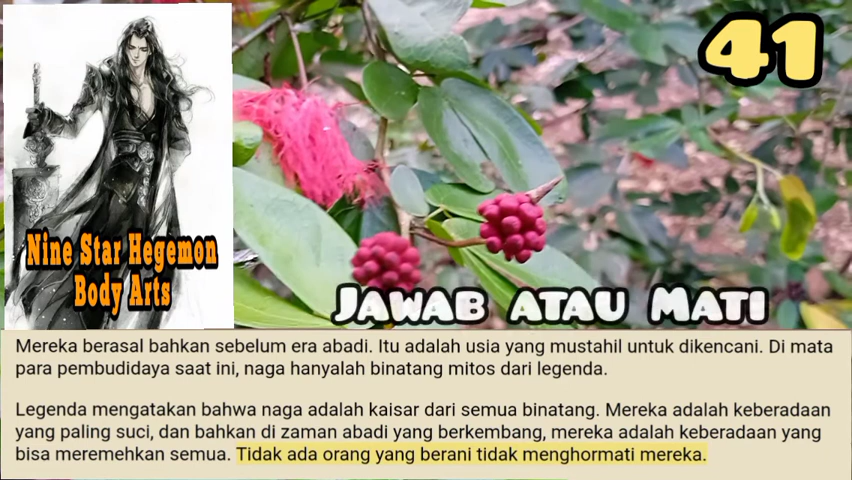 41
Nine Star Hegemon
Body Arts
JAWAB ATAU MATI
Mereka berasal bahkan sebelum era abadi. Itu adalah usia yang mustahil untuk dikencani. Di mata
para pembudidaya saat ini, naga hanyalah binatang mitos dari legenda.
Legenda mengatakan bahwa naga adalah kaisar dari semua binatang. Mereka adalah keberadaan
yang paling suci, dan bahkan di zaman abadi yang berkembang, mereka adalah keberadaan yang
bisa meremehkan semua. Tidak ada orang yang berani tidak menghormati mereka.